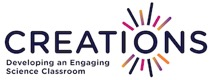 CREATIONS
Developing an Engaging
Science Classroom